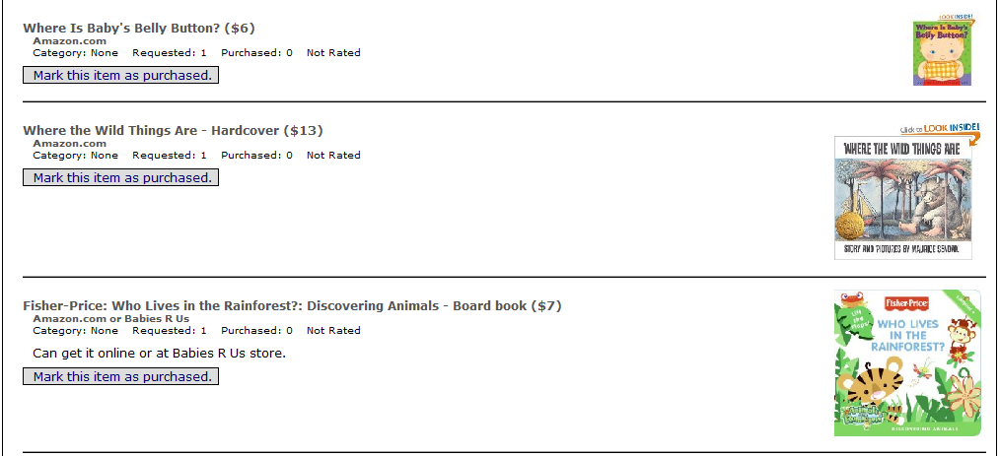 Where Is Baby's Belly Button? ($6)
Amazon.com
Category: None Requested: 1 Purchased: 0 Not Rated
Mark this item as purchased.
LOOK INSIDE!
Where Is Baby's
Belly Button?
Where the Wild Things Are - Hardcover ($13)
Amazon.com
Category: None Requested: 1 Purchased: 0 Not Rated
Mark this item as purchased.
Click to LOOK INSIDE!
WHERE THE WILD THINGS ARE
STORY AND PICTURES BY MAURICE SENDAK
Fisher-Price: Who Lives in the Rainforest?: Discovering Animals - Board book ($7)
Amazon.com or Babies R Us
Category: None Requested: 1 Purchased: 0 Not Rated
Can get it online or at Babies R Us store.
Mark this item as purchased.
Fisher-Price
Lift
the
Flaps!
WHO LIVES
IN THE
RAINFOREST?
DISCOVERING ANIMALS